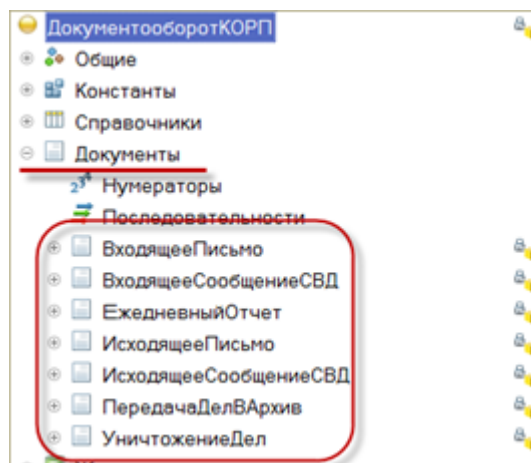 ДокументооборотКОРП
Общие
Константы
Справочники
Документы
Нумераторы
Последовательности
ВходящееПисьмо
ВходящееСообщениеСВД
ЕжедневныйОтчет
ИсходящееПисьмо
ИсходящееСообщениеСВД
ПередачаДелВАрхив
УничтожениеДел